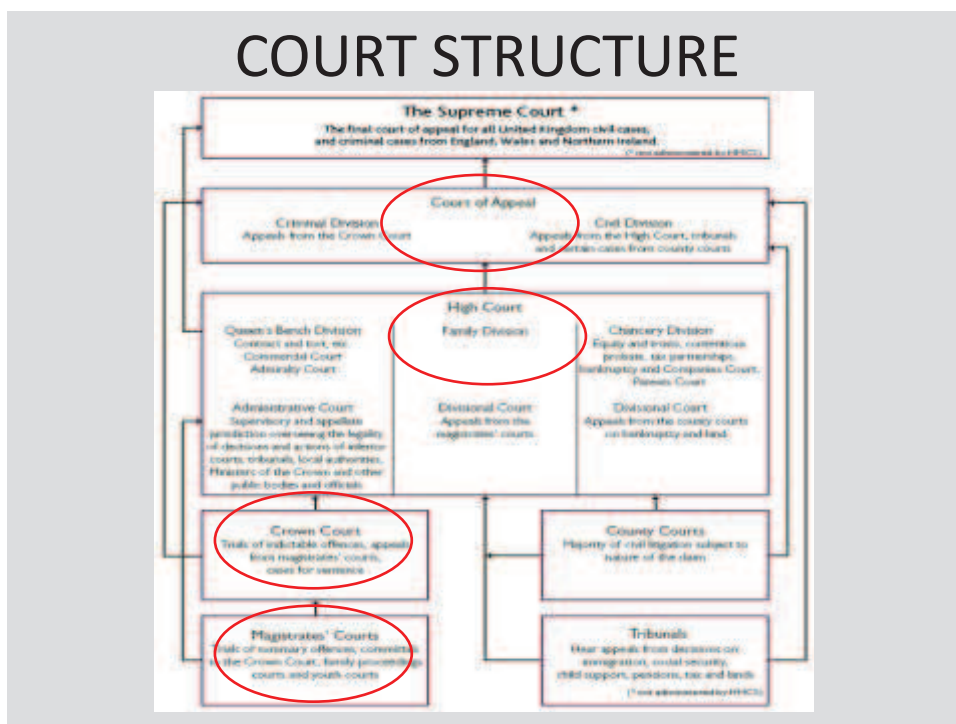 COURT STRUCTURE
The Supreme Court *
The final court of appeal for all United Kingdom civil cases,
and criminal cases from England, Wales and Northern Ireland.
(* not administered by HMCS)
Court of Appeal
Criminal Division
Appeals from the Crown Court
Civil Division
Appeals from the High Court, tribunals
and certain cases from county courts
High Court
Queen's Bench Division
Contract and tort, etc
Commercial Court
Admiralty Court
Administrative Court
Supervisory and appellate
jurisdiction overseeing the legality
of decisions and actions of inferior
courts, tribunals, local authorities,
Ministers of the Crown and other
public bodies and officials
Family Division
Divisional Court
Appeals from the
magistrates' courts
Chancery Division
Equity and trusts, contentious
probate, tax partnerships,
bankruptcy and Companies Court,
Patents Court
Divisional Court
Appeals from the county courts
on bankruptcy and land
Crown Court
Trials of indictable offences, appeals
from magistrates' courts,
cases for sentence
County Courts
Majority of civil litigation subject to
nature of the claim
Magistrates' Courts
Trials of summary offences, committals
to the Crown Court, family proceedings
courts and youth courts
Tribunals
Hear appeals from decisions on
immigration, social security,
child support, pensions, tax and lands
(* not administered by HMCS)